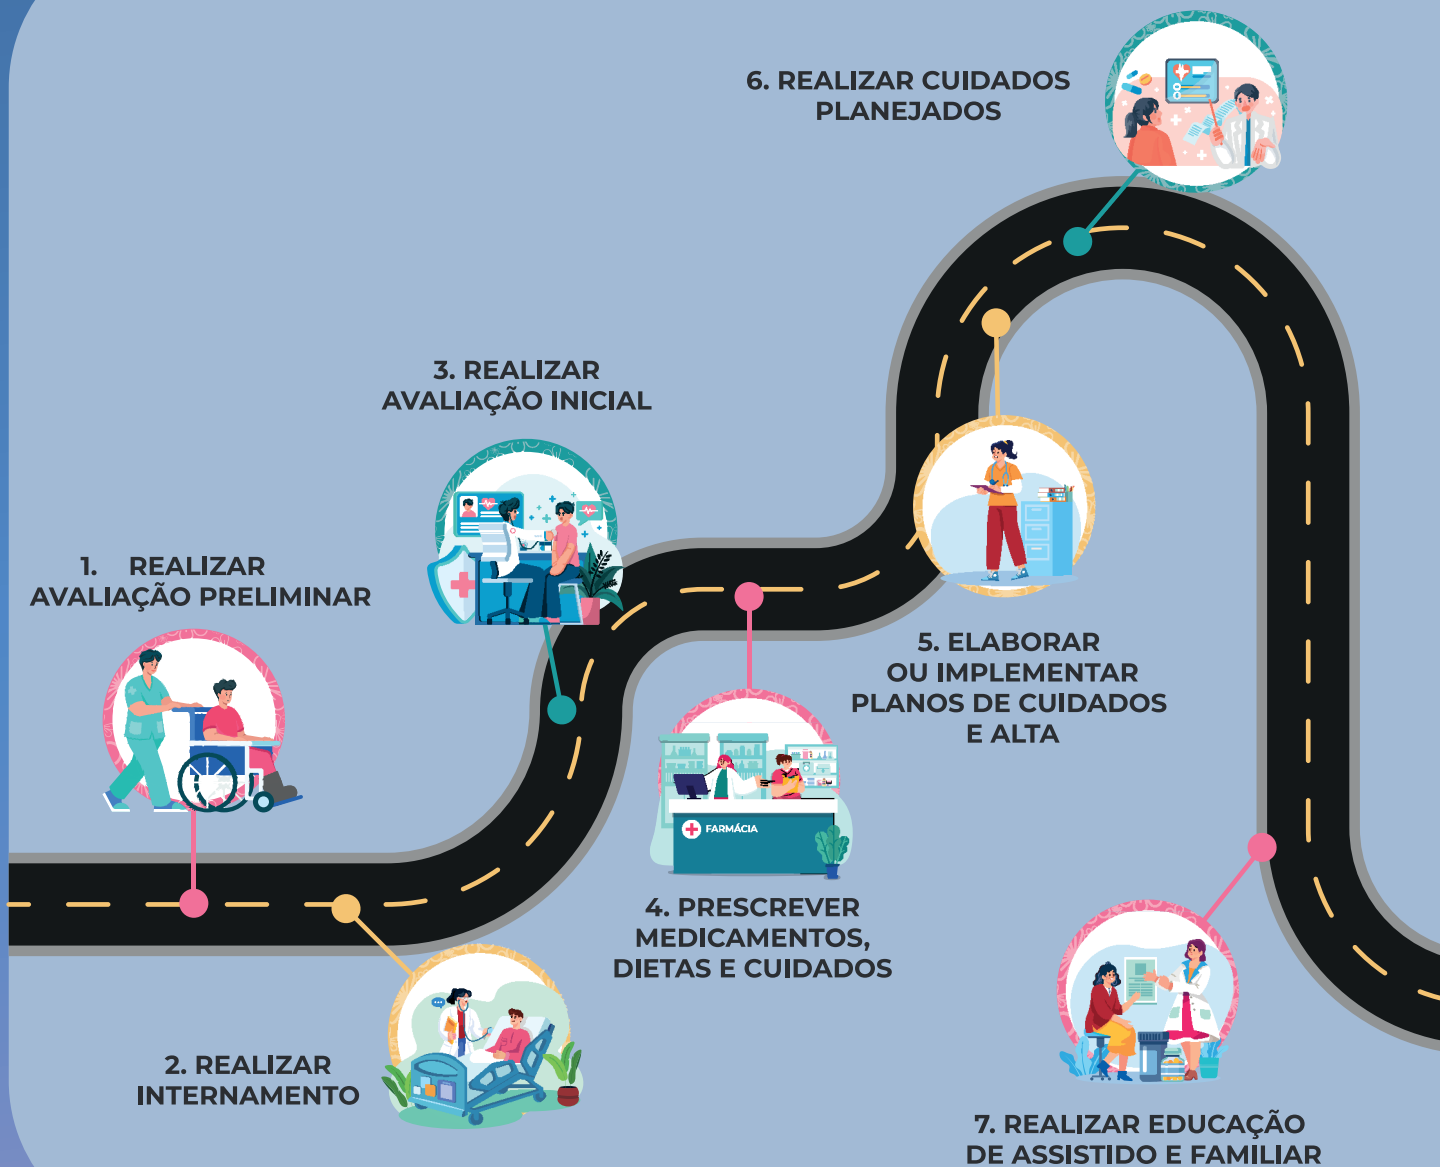 1. REALIZAR
AVALIAÇÃO PRELIMINAR
2. REALIZAR
INTERNAMENTO
3. REALIZAR
AVALIAÇÃO INICIAL
FARMÁCIA
4. PRESCREVER
MEDICAMENTOS,
DIETAS E CUIDADOS
5. ELABORAR
OU IMPLEMENTAR
PLANOS DE CUIDADOS
E ALTA
6. REALIZAR CUIDADOS
PLANEJADOS
7. REALIZAR EDUCAÇÃO
DE ASSISTIDO E FAMILIAR